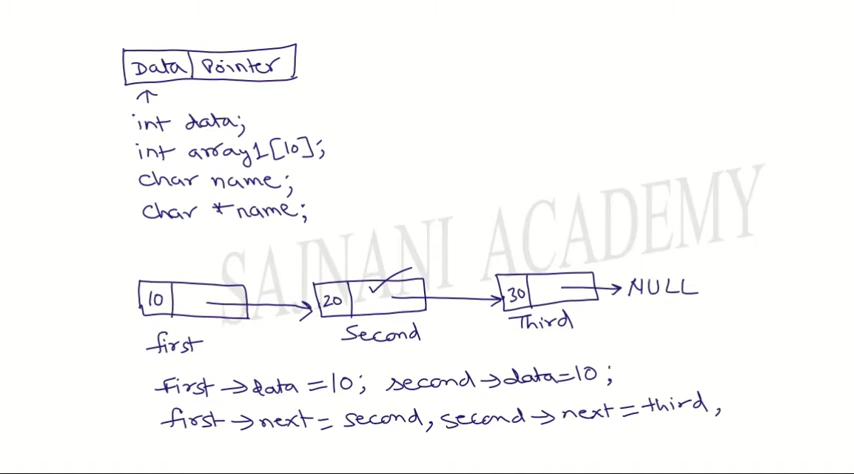 Data Pointer
↑
int data;
int array1[10];
char name;
char *name;
SAINANI ACADEMY
10 20 30 → NULL
first Second Third
First → data = 10; second → data=10;
first → next = second, second → next = third,